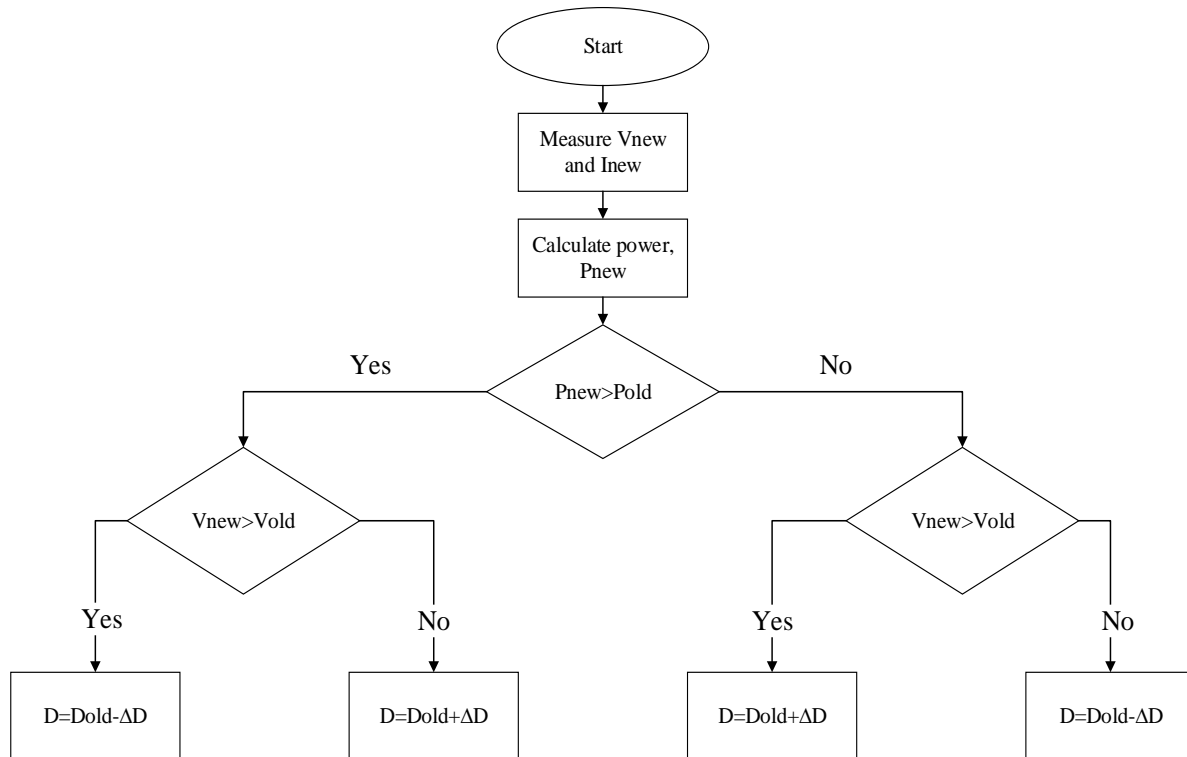 Start
Measure Vnew
and Inew
Calculate power,
Pnew
Pnew>Pold
Yes
No
Vnew>Vold
Vnew>Vold
Yes
No
Yes
No
D=Dold-ΔD
D=Dold+ΔD
D=Dold+ΔD
D=Dold-ΔD